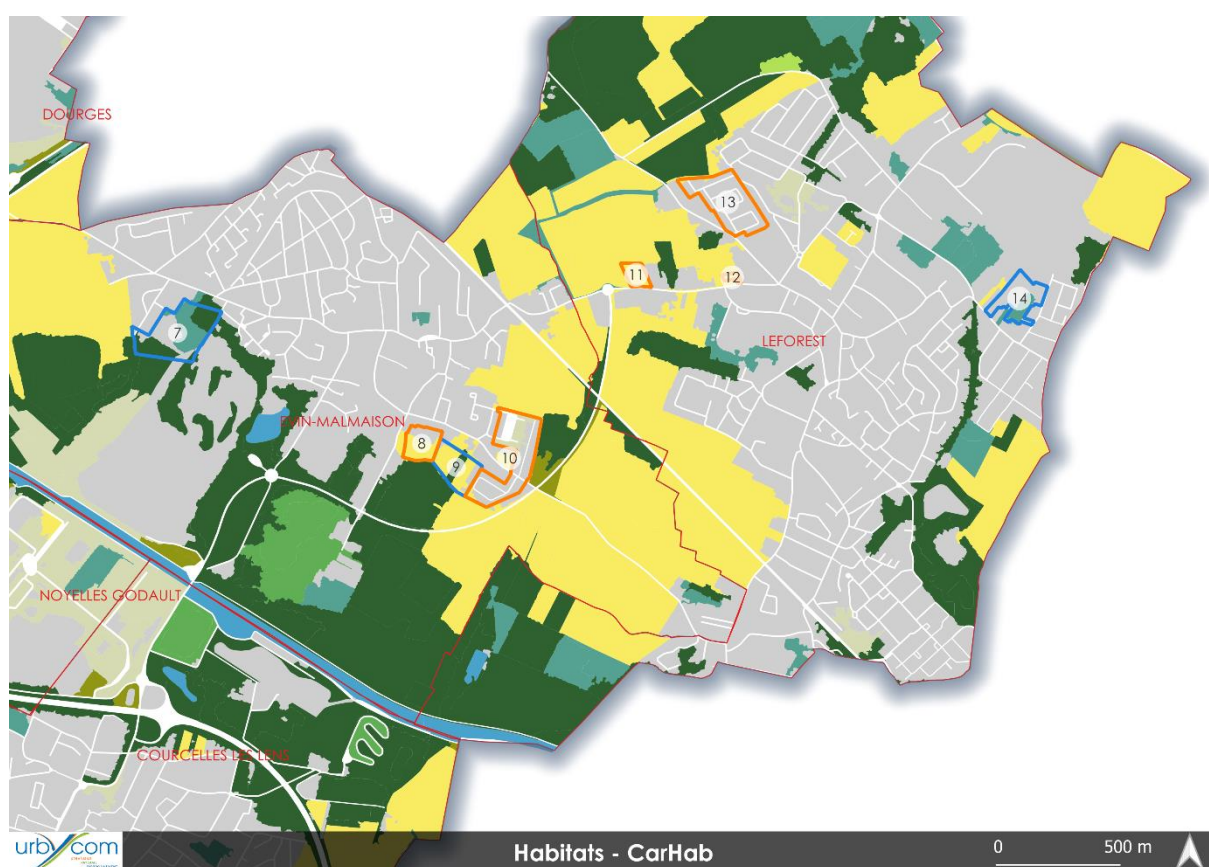 DOURGES
13
11
12
14
7
LEFOREST
EVIN-MALMAISON
8
9
10
NOYELLES GODAULT
COURCELLES LES LENS
urbycom
Habitats - CarHab
0 500 m